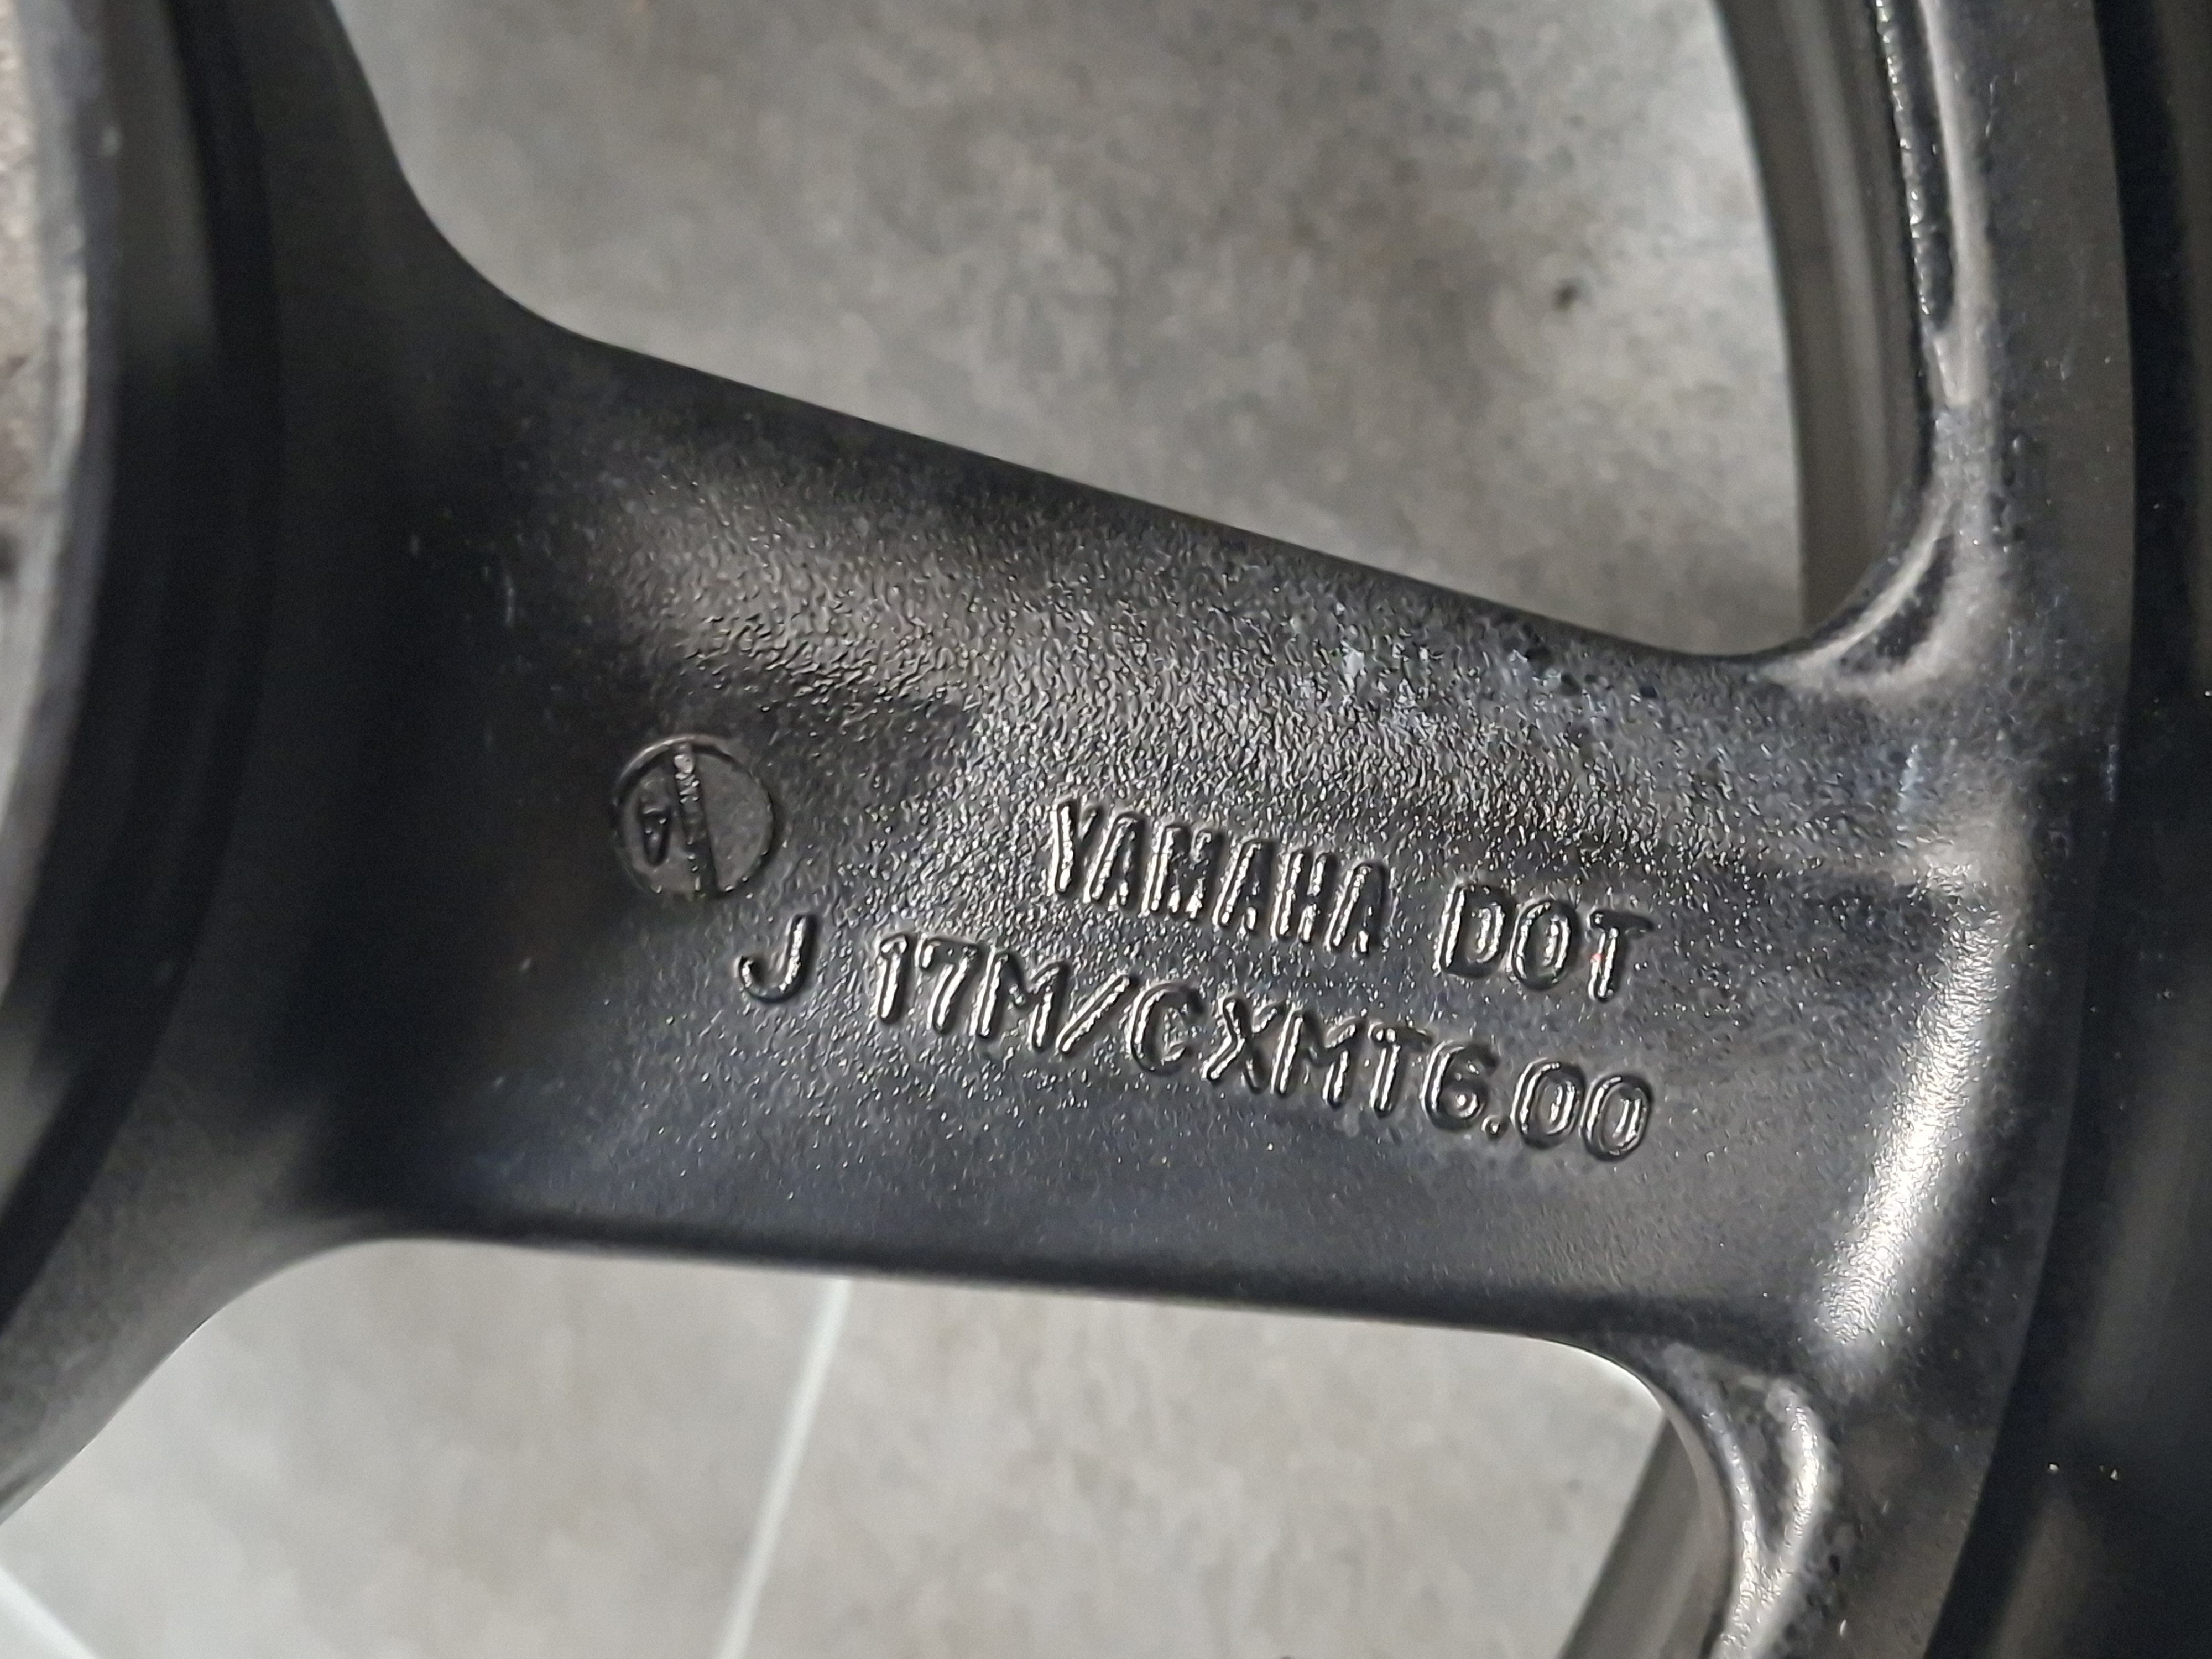 YAMAHA DOT
J 17M/CXMT6.00